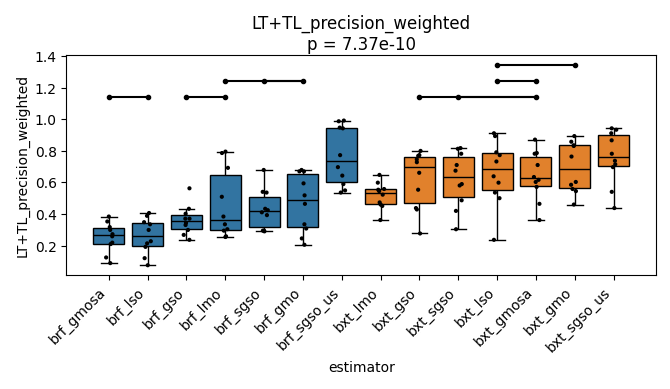 LT+TL_precision_weighted
p = 7.37e-10
LT+TL_precision_weighted
1.4
1.2
1.0
0.8
0.6
0.4
0.2
brf_gmosa
brf_lso
brf_gso
brf_lmo
brf_sgso
brf_gmo
brf_sgso_us
bxt_lmo
bxt_gso
bxt_sgso
bxt_lso
bxt_gmosa
bxt_gmo
bxt_sgso_us
estimator